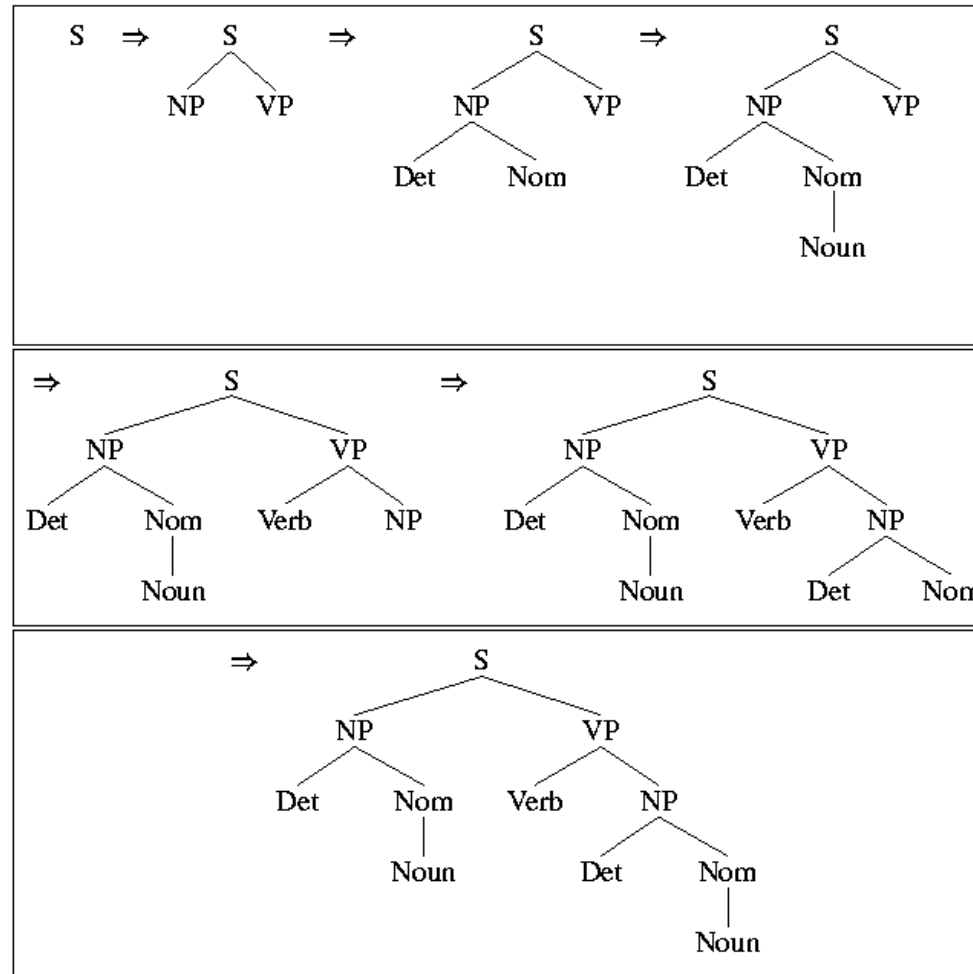 S ⇒ S ⇒ S ⇒ S
NP VP NP VP NP VP
Det Nom Det Nom
Noun
⇒ S ⇒ S
NP VP NP VP
Det Nom Verb NP Det Nom Verb NP
Noun Noun Det Nom
⇒ S
NP VP
Det Nom Verb NP
Noun Det Nom
Noun